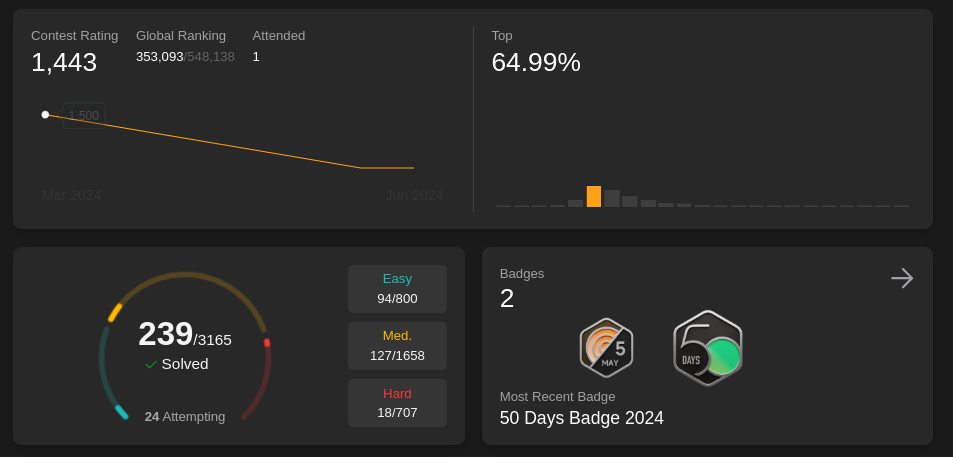 Contest Rating
1,443
Global Ranking
353,093/548,138
Attended
1
1,500
Mar 2024
Jun 2024
Top
64.99%
239/3165
Solved
24 Attempting
Easy
94/800
Med.
127/1658
Hard
18/707
Badges
2
5
MAY
50
DAYS
Most Recent Badge
50 Days Badge 2024